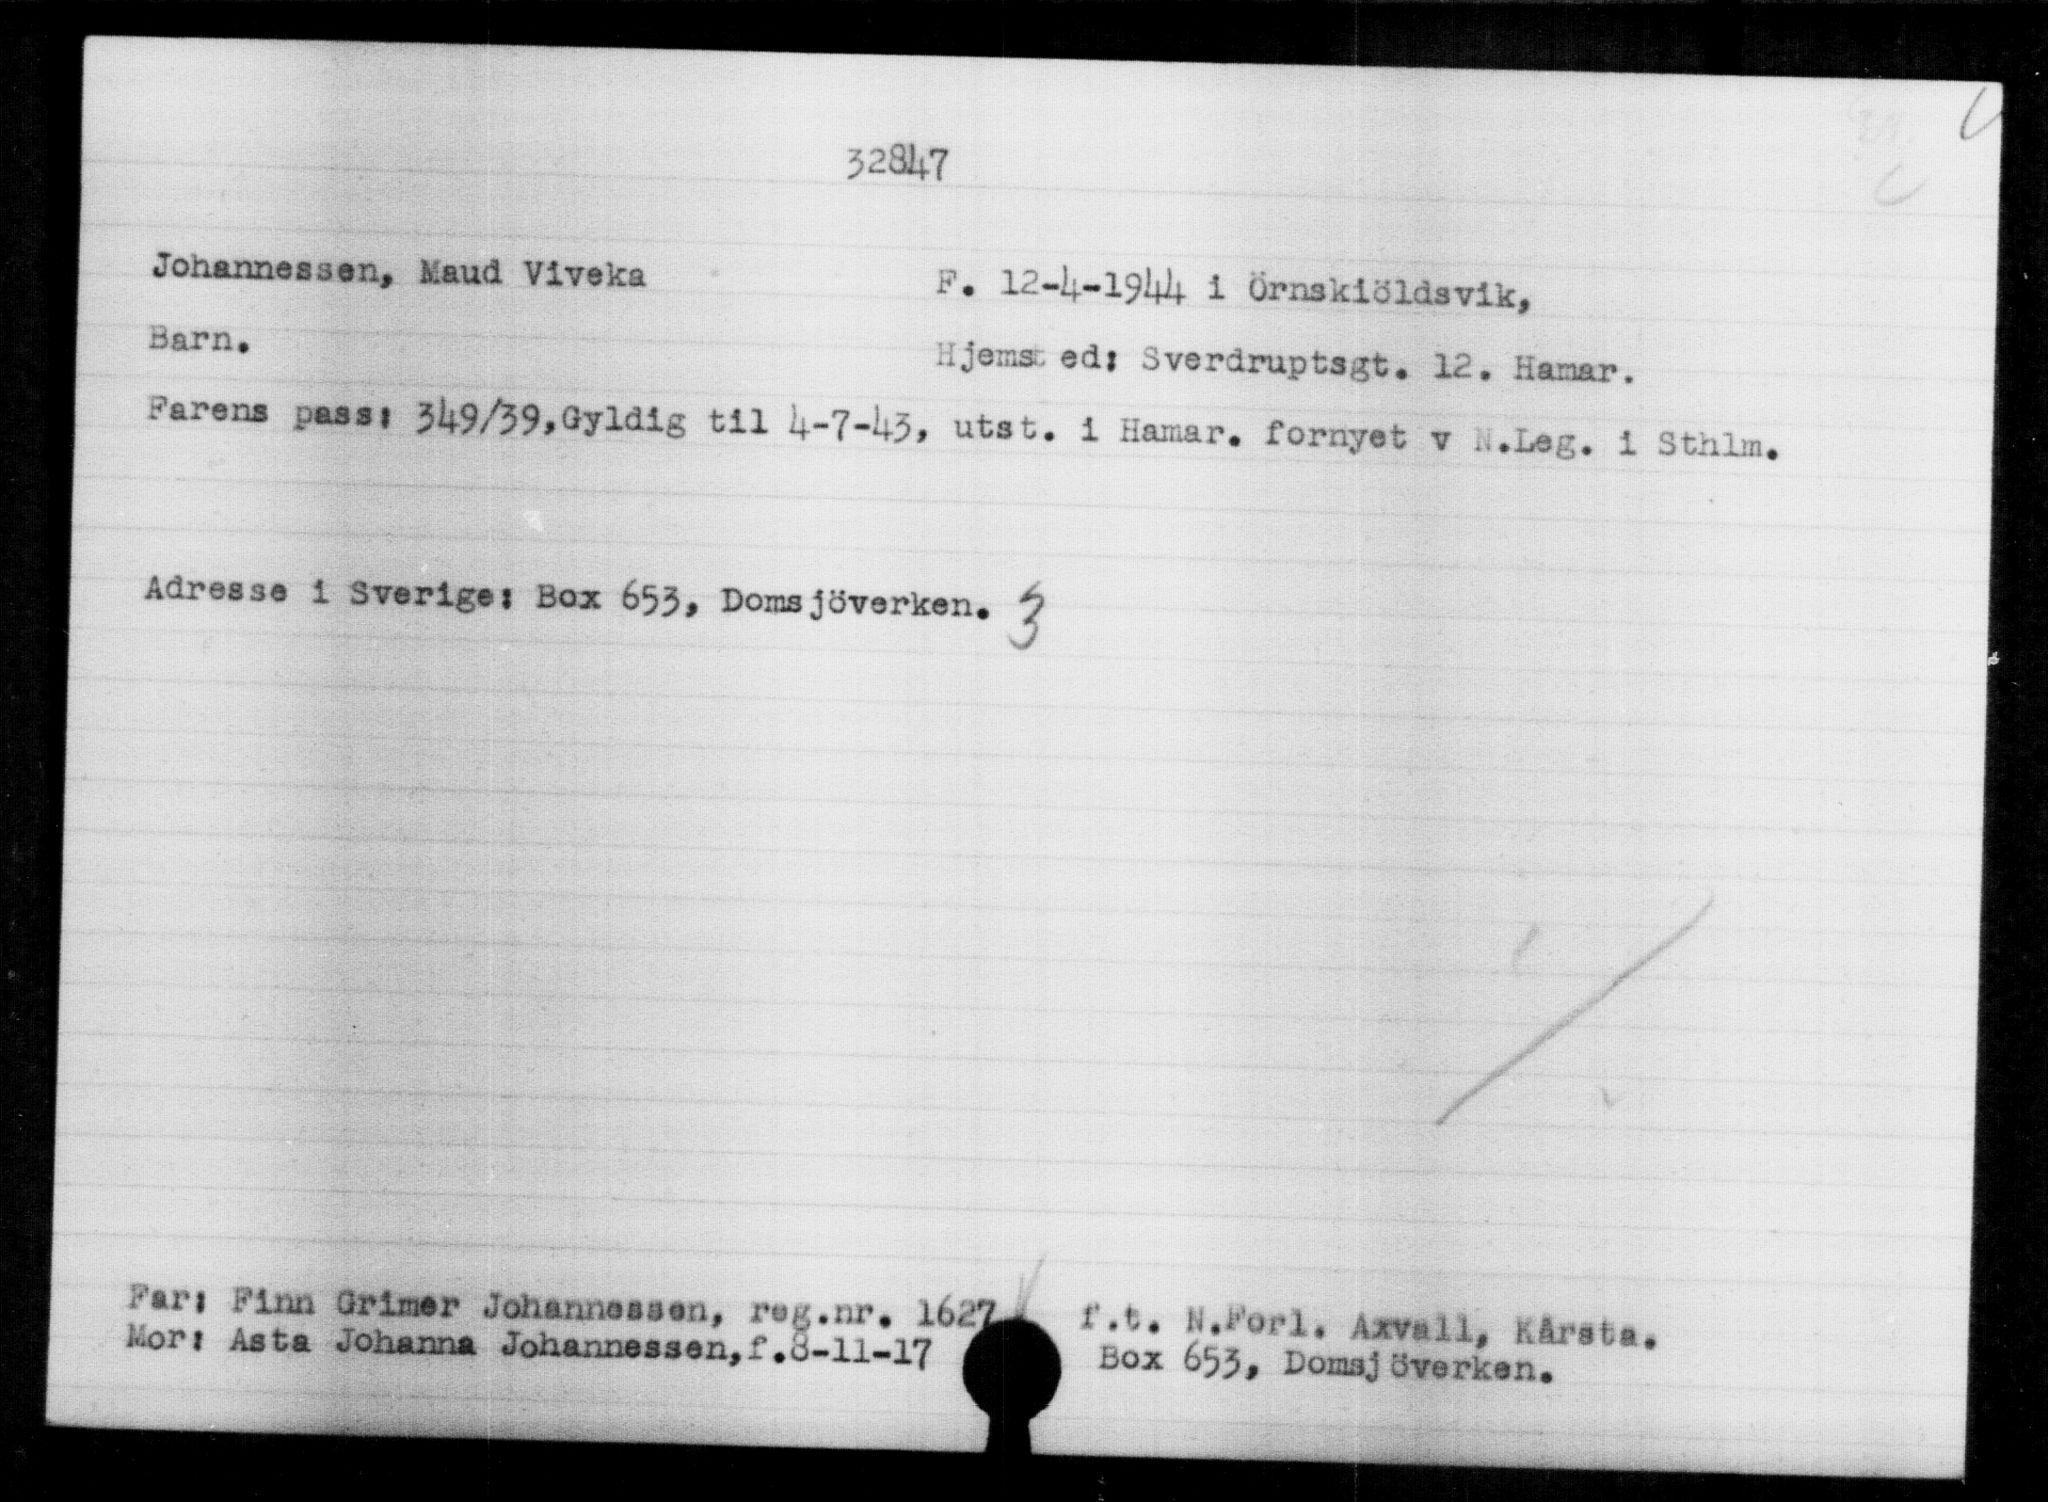 32847
Johannessen, Maud Viveka F. 12-4-1944 i Örnskiöldsvik,
Barn. Hjemsted: Sverdruptsgt. 12. Hamar.
Farens pass: 349/39,Gyldig til 4-7-43, utst. i Hamar. fornyet v N.Leg. i Sthlm.
Adresse i Sverige: Box 653, Domsjöverken. 3
Far: Finn Grimer Johannessen, reg.nr. 1627 f.t. N.Forl. Axvall, Kårsta.
Mor: Asta Johanna Johannessen,f.8-11-17 Box 653, Domsjöverken.